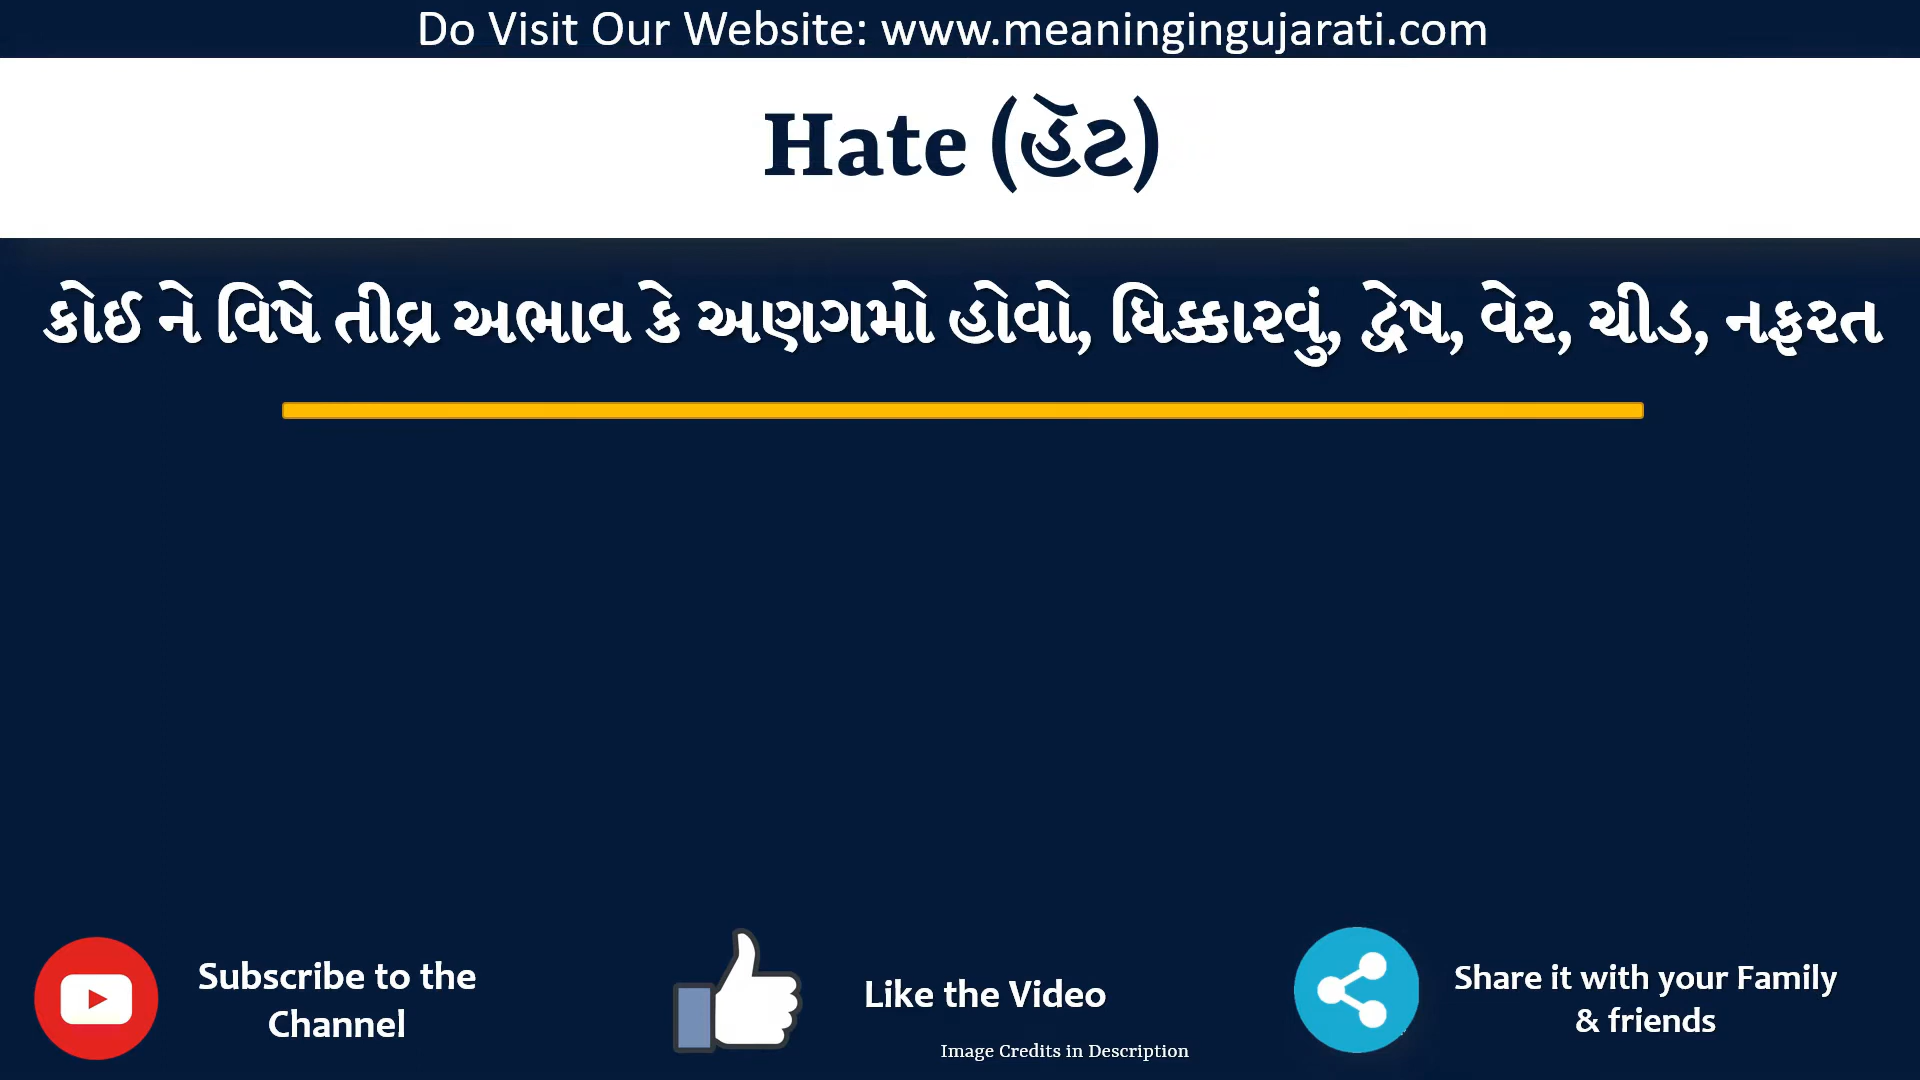 Do Visit Our Website: www.meaningingujarati.com
Hate (હૅટ)
કોઈ ને વિષે તીવ્ર અભાવ કે અણગમો હોવો, ધિક્કારવું, દ્વેષ, વેર, ચીડ, નફરત
Subscribe to the
Channel
Like the Video
Share it with your Family
& friends
Image Credits in Description